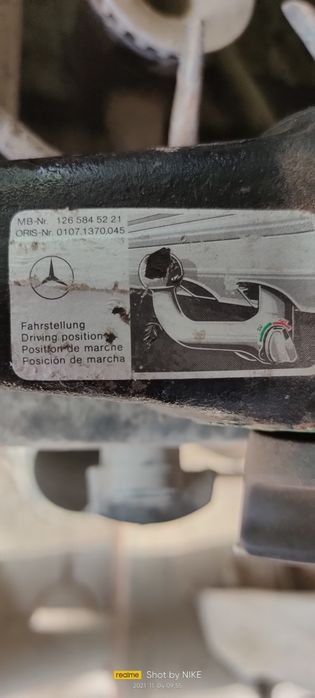 MB-Nr. 126 584 52 21
ORIS-Nr. 0107.1370.045
Fahrstellung
Driving position
Position de marche
Posición de marcha
realme Shot by NIKE
2021.11.04 09:55